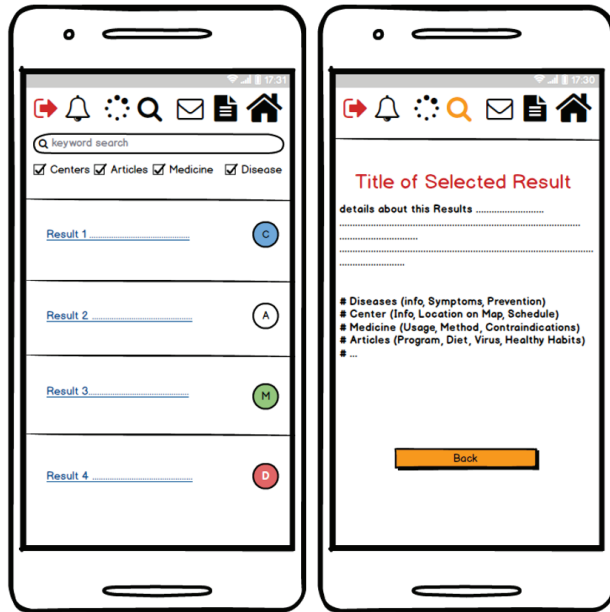 17:31
keyword search
Centers Articles Medicine Disease
Result 1 ........................................
C
Result 2 ........................................
A
Result 3........................................
M
Result 4 ........................................
D
17:30
Title of Selected Result
details about this Results ..........................
# Diseases (info, Symptoms, Prevention)
# Center (Info, Location on Map, Schedule)
# Medicine (Usage, Method, Contraindications)
# Articles (Program, Diet, Virus, Healthy Habits)
# ...
Back